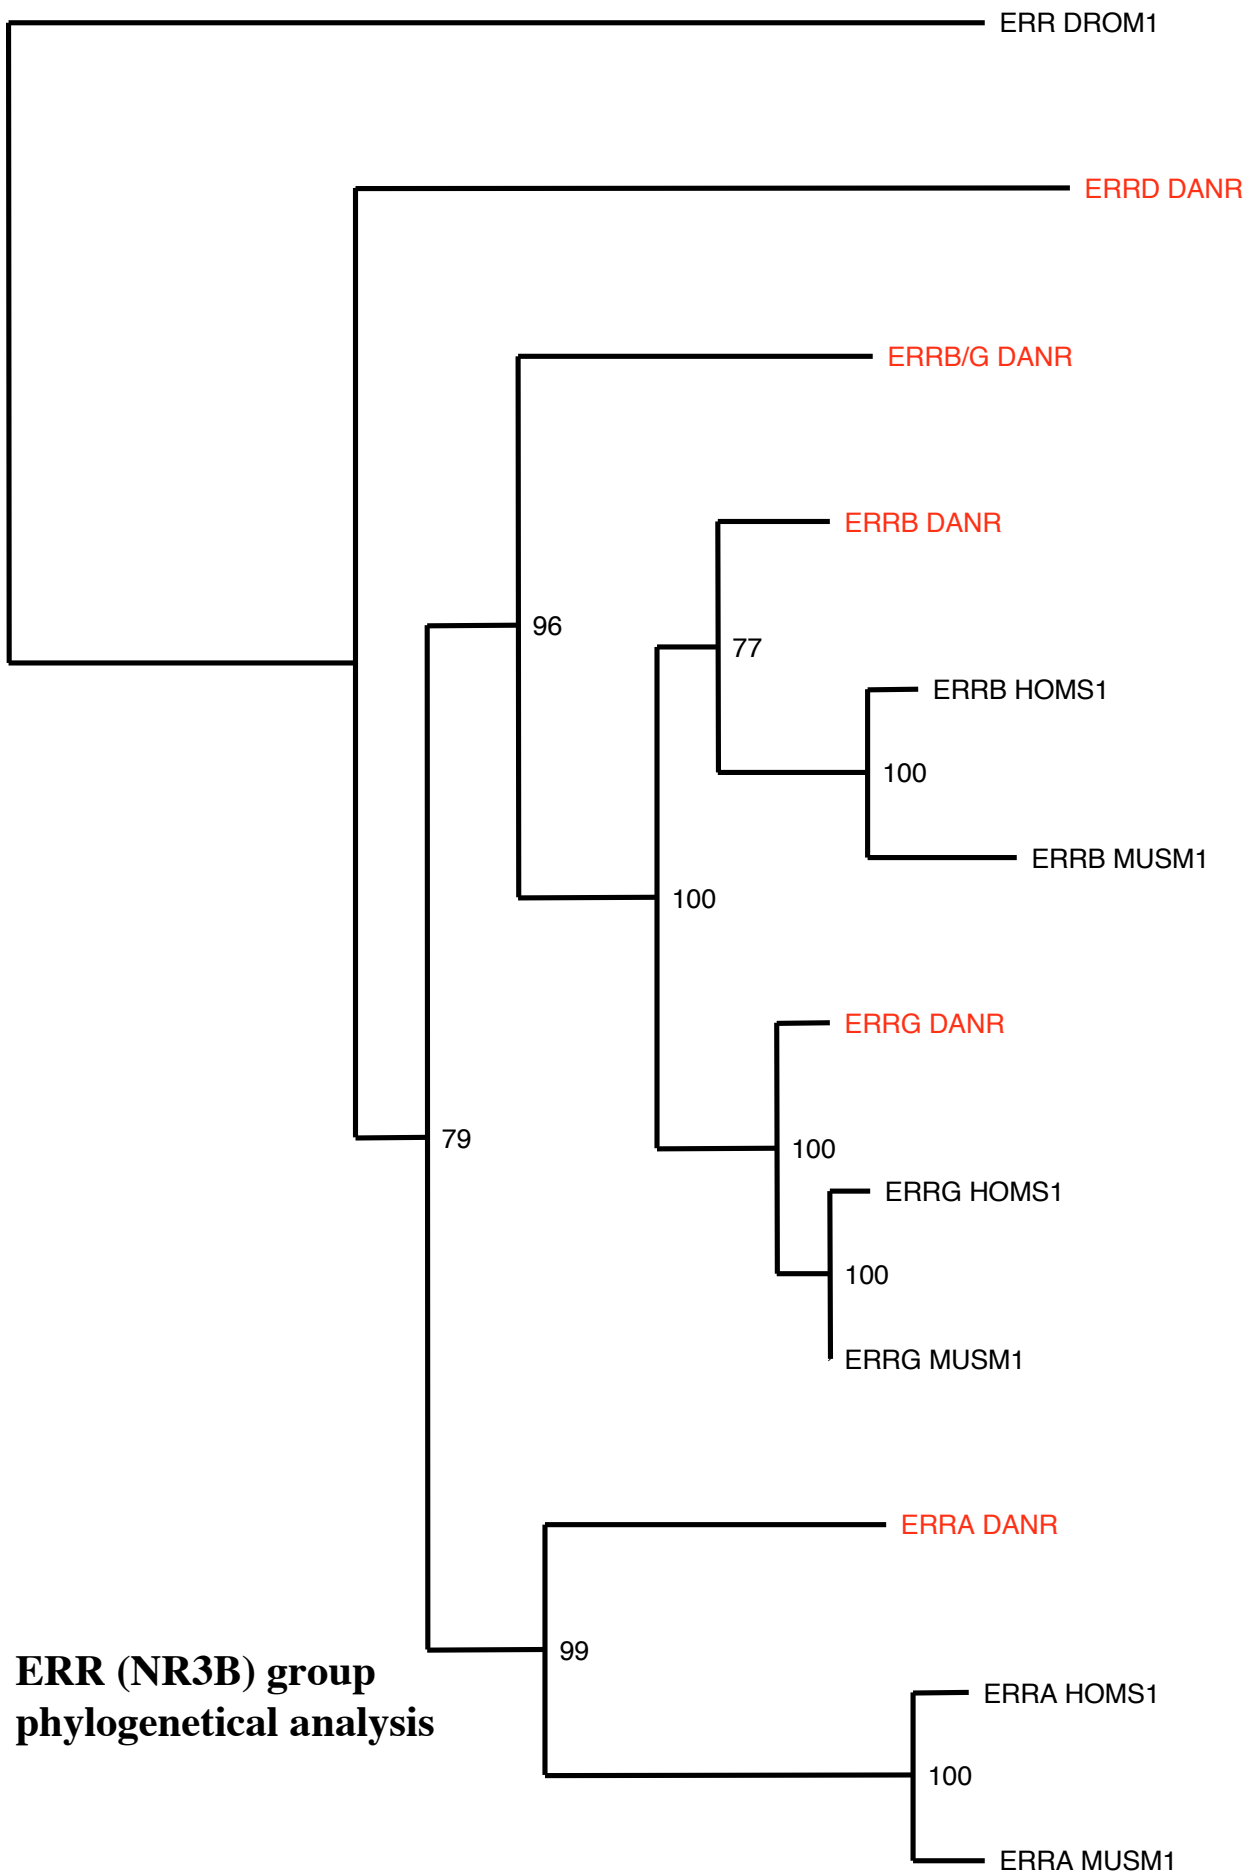 ERR DROM1
ERRD DANR
ERRB/G DANR
ERRB DANR
96
77
ERRB HOMS1
100
ERRB MUSM1
100
ERRG DANR
79
100
ERRG HOMS1
100
ERRG MUSM1
ERRA DANR
99
ERR (NR3B) group
phylogenetical analysis
ERRA HOMS1
100
ERRA MUSM1